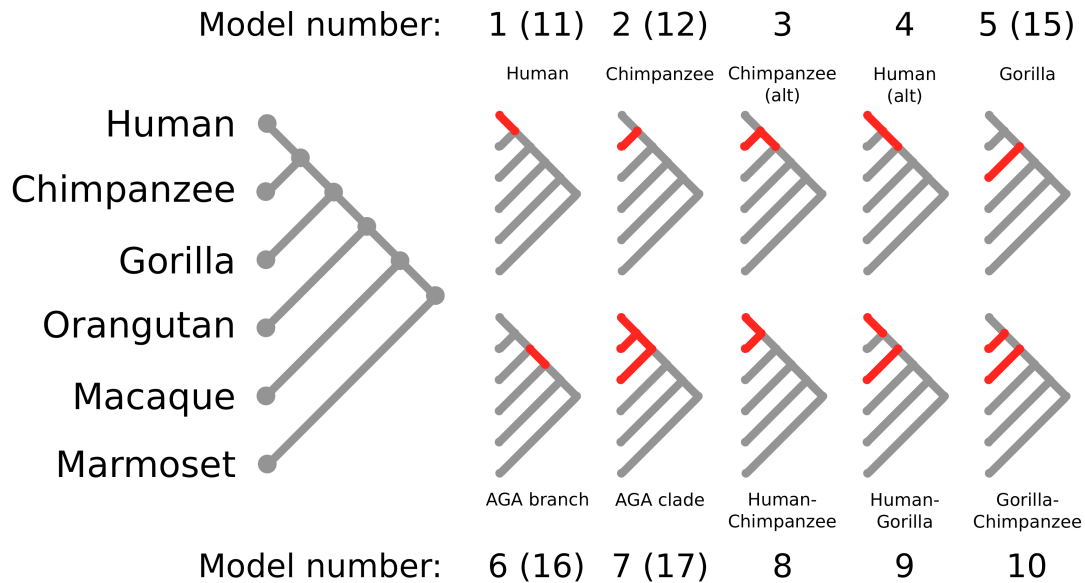 Model number: 1 (11) 2 (12) 3 4 5 (15)
Human Chimpanzee Chimpanzee Human Gorilla
(alt) (alt)
Human
Chimpanzee
Gorilla
Orangutan
Macaque
Marmoset
AGA branch AGA clade Human- Human- Gorilla-
Chimpanzee Gorilla Chimpanzee
Model number: 6 (16) 7 (17) 8 9 10